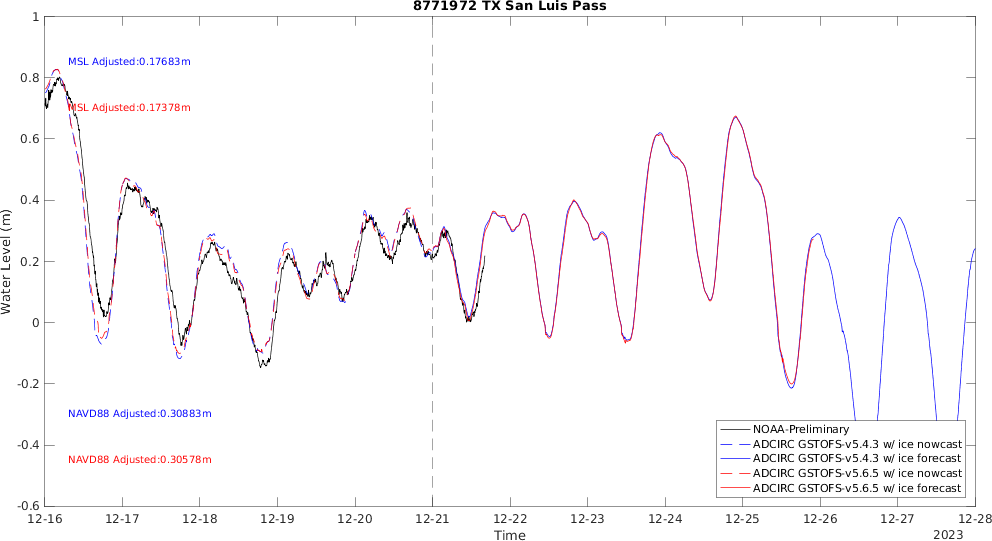 8771972 TX San Luis Pass
1
0.8
0.6
0.4
0.2
0
-0.2
-0.4
-0.6
Water Level (m)
MSL Adjusted:0.17683m
MSL Adjusted:0.17378m
NAVD88 Adjusted:0.30883m
NAVD88 Adjusted:0.30578m
NOAA-Preliminary
ADCIRC GSTOFS-v5.4.3 w/ ice nowcast
ADCIRC GSTOFS-v5.4.3 w/ ice forecast
ADCIRC GSTOFS-v5.6.5 w/ ice nowcast
ADCIRC GSTOFS-v5.6.5 w/ ice forecast
12-16 12-17 12-18 12-19 12-20 12-21 12-22 12-23 12-24 12-25 12-26 12-27 12-28
Time
2023